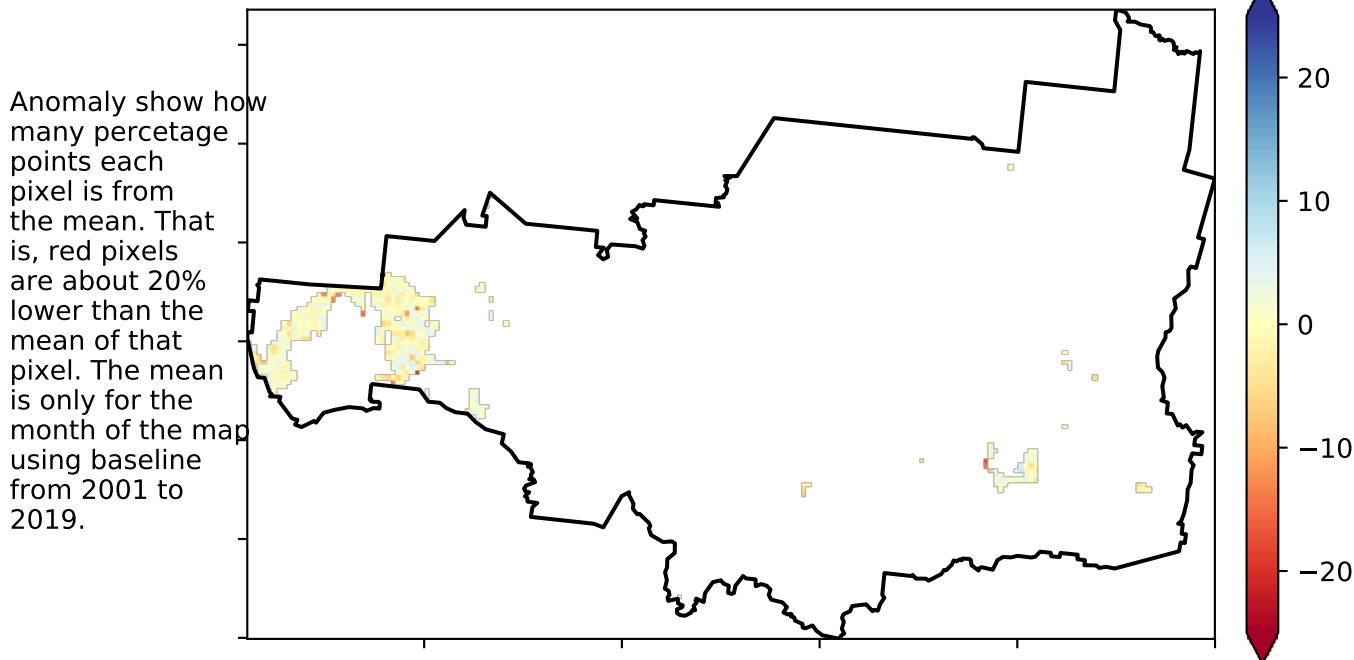 Anomaly show how
many percetage
points each
pixel is from
the mean. That
is, red pixels
are about 20%
lower than the
mean of that
pixel. The mean
is only for the
month of the map
using baseline
from 2001 to
2019.
20
10
0
−10
−20